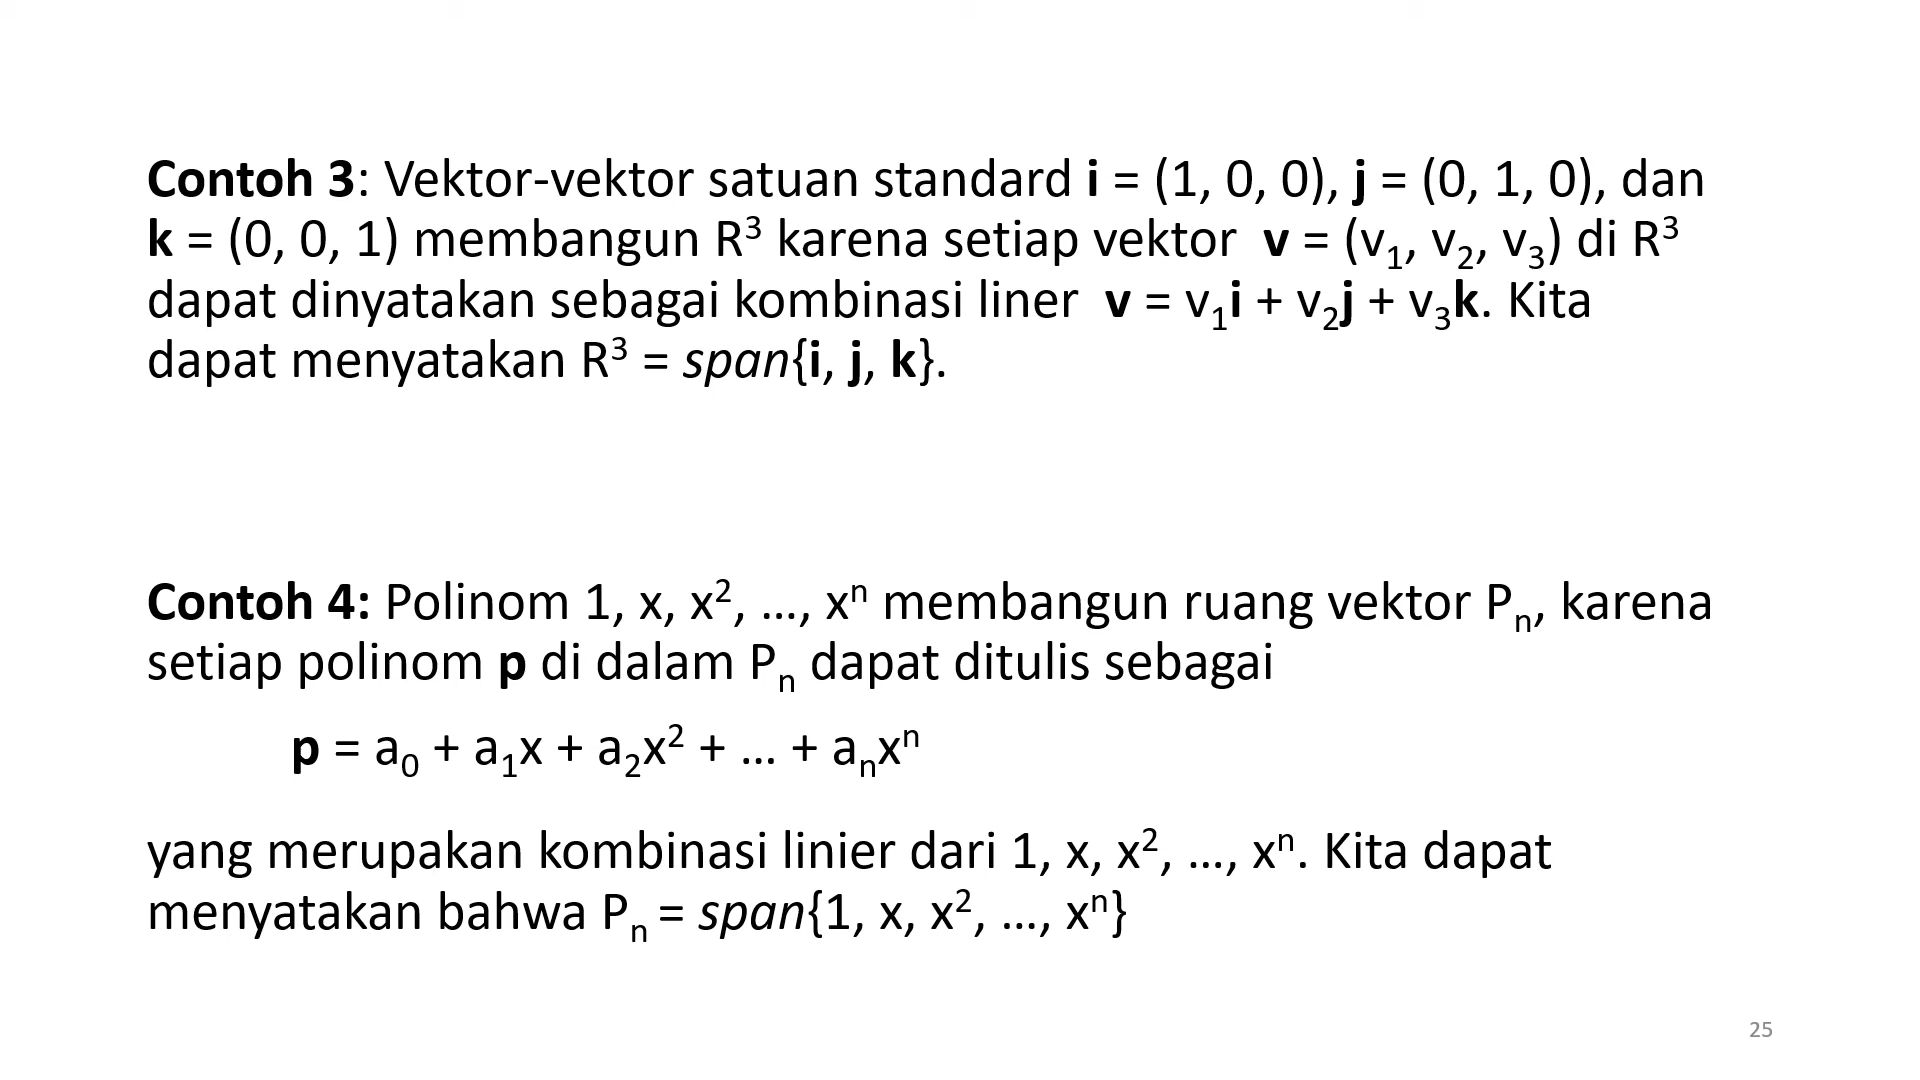 Contoh 3: Vektor-vektor satuan standard i = (1, 0, 0), j = (0, 1, 0), dan
k = (0, 0, 1) membangun R³ karena setiap vektor v = (v₁, v₂, v₃) di R³
dapat dinyatakan sebagai kombinasi liner v = v₁i + v₂j + v₃k. Kita
dapat menyatakan R³ = span{i, j, k}.
Contoh 4: Polinom 1, x, x², …, xⁿ membangun ruang vektor Pₙ, karena
setiap polinom p di dalam Pₙ dapat ditulis sebagai
p = a₀ + a₁x + a₂x² + … + aₙxⁿ
yang merupakan kombinasi linier dari 1, x, x², …, xⁿ. Kita dapat
menyatakan bahwa Pₙ = span{1, x, x², …, xⁿ}
25